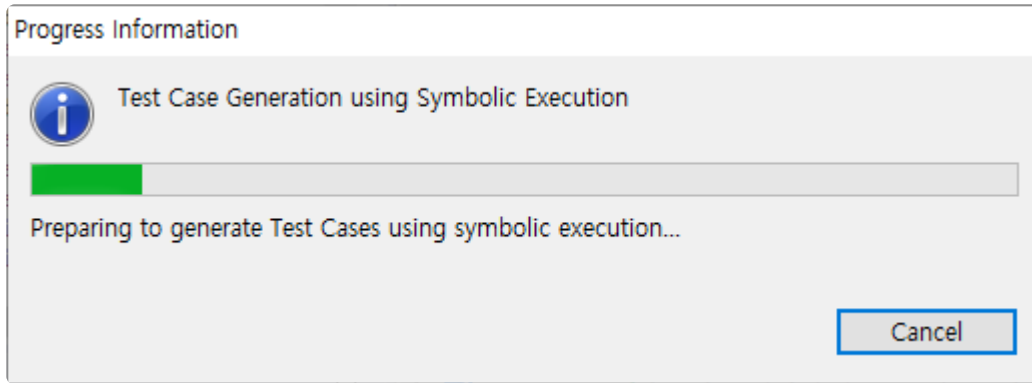 Progress Information
Test Case Generation using Symbolic Execution
Preparing to generate Test Cases using symbolic execution...
Cancel